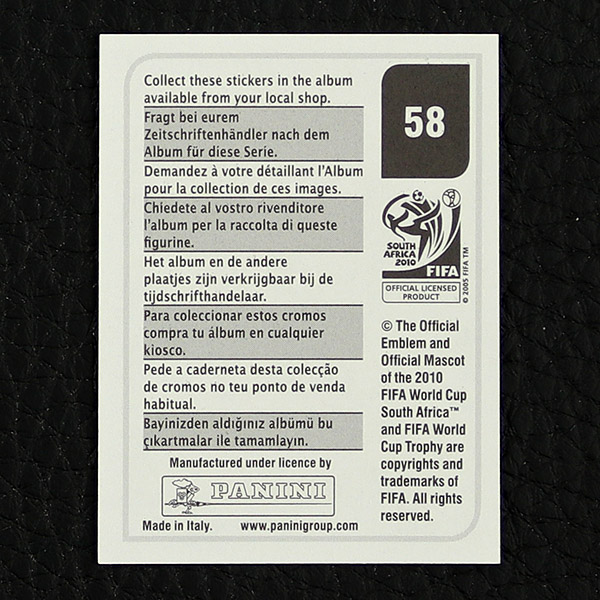 Collect these stickers in the album
available from your local shop.
Fragt bei eurem
Zeitschriftenhändler nach dem
Album für diese Serie.
Demandez à votre détaillant l'Album
pour la collection de ces images.
Chiedete al vostro rivenditore
l'album per la raccolta di queste
figurine.
Het album en de andere
plaatjes zijn verkrijgbaar bij de
tijdschrifthandelaar.
Para coleccionar estos cromos
compra tu álbum en cualquier
kiosco.
Pede a caderneta desta colecção
de cromos no teu ponto de venda
habitual.
Bayinizden aldığınız albümü bu
çıkartmalar ile tamamlayın.
Manufactured under licence by
PANINI
Made in Italy. www.paninigroup.com
58
SOUTH
AFRICA
2010
FIFA
OFFICIAL LICENSED
PRODUCT
© 2005 FIFA TM
© The Official
Emblem and
Official Mascot
of the 2010
FIFA World Cup
South Africa™
and FIFA World
Cup Trophy are
copyrights and
trademarks of
FIFA. All rights
reserved.